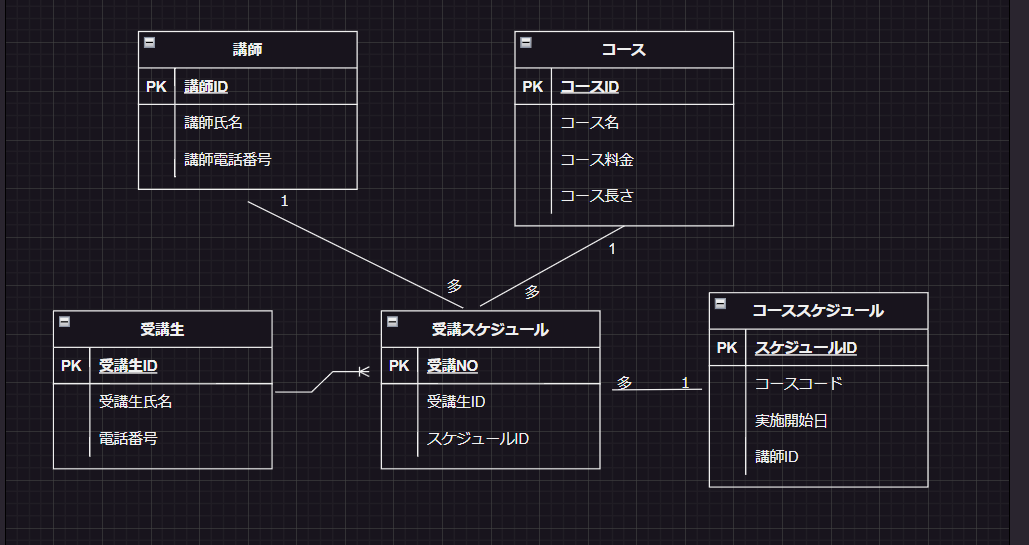 講師
PK 講師ID
講師氏名
講師電話番号
コース
PK コースID
コース名
コース料金
コース長さ
1
1
多
多
受講生
PK 受講生ID
受講生氏名
電話番号
受講スケジュール
PK 受講NO
受講生ID
スケジュールID
多 1
コーススケジュール
PK スケジュールID
コースコード
実施開始日
講師ID